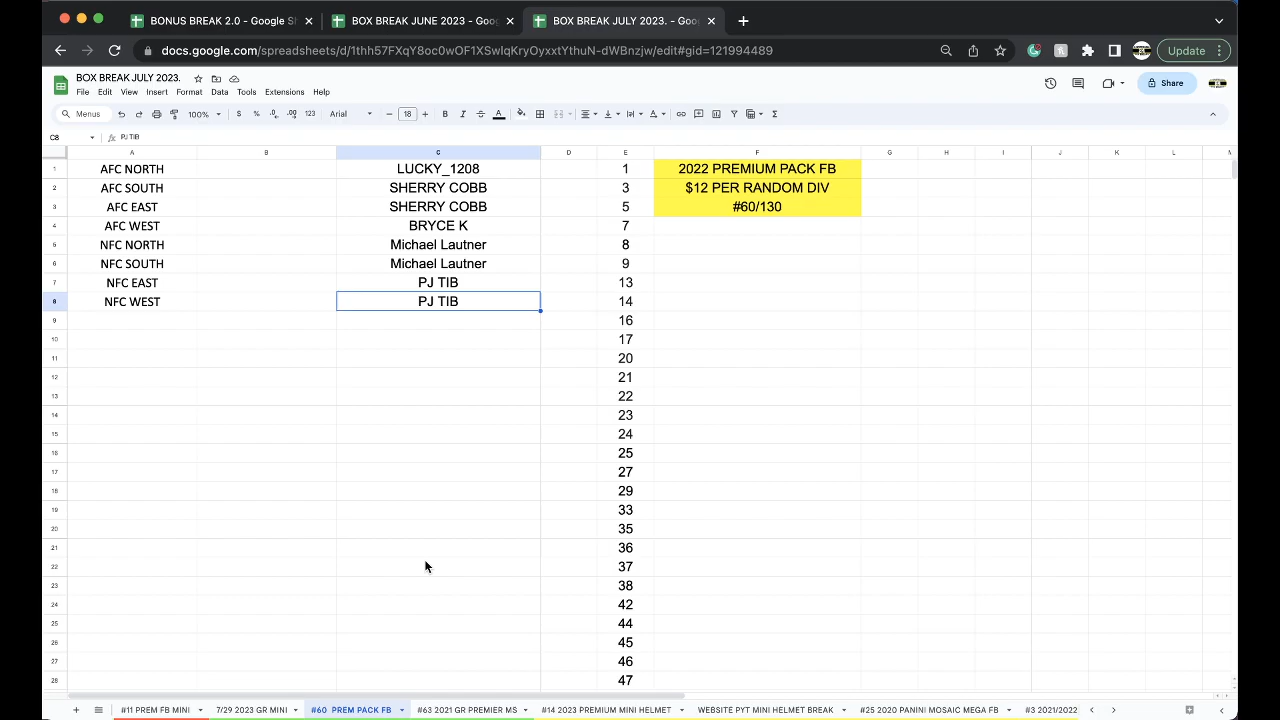 BONUS BREAK 2.0 - Google Sh
BOX BREAK JUNE 2023 - Goog
BOX BREAK JULY 2023. - Goo
docs.google.com/spreadsheets/d/1thh57FXqY8oc0wOF1XSwlqKryOyxxtYthuN-dWBnzjw/edit#gid=121994489
Update
BOX BREAK JULY 2023.
File Edit View Insert Format Data Tools Extensions Help
Share
Menus 100% $ % .0 .00 123 Arial 18 B I S A
C8 fx PJ TIB
A B C D E F G H I J K L M
1 AFC NORTH LUCKY_1208 1 2022 PREMIUM PACK FB
2 AFC SOUTH SHERRY COBB 3 $12 PER RANDOM DIV
3 AFC EAST SHERRY COBB 5 #60/130
4 AFC WEST BRYCE K 7
5 NFC NORTH Michael Lautner 8
6 NFC SOUTH Michael Lautner 9
7 NFC EAST PJ TIB 13
8 NFC WEST PJ TIB 14
9 16
10 17
11 20
12 21
13 22
14 23
15 24
16 25
17 27
18 29
19 33
20 35
21 36
22 37
23 38
24 42
25 44
26 45
27 46
28 47
#11 PREM FB MINI 7/29 2023 GR MINI #60 PREM PACK FB #63 2021 GR PREMIER MS #14 2023 PREMIUM MINI HELMET WEBSITE PYT MINI HELMET BREAK #25 2020 PANINI MOSAIC MEGA FB #3 2021/2022